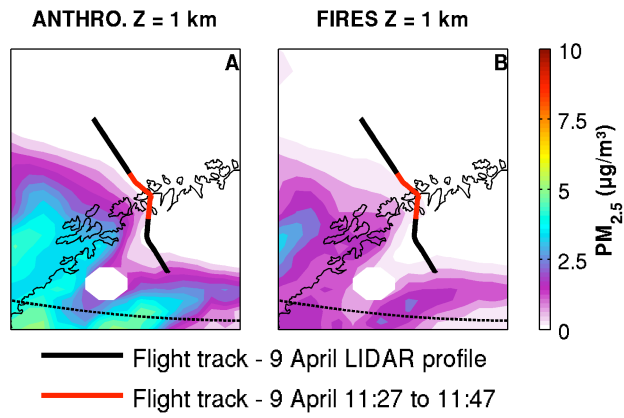 ANTHRO. Z = 1 km
FIRES Z = 1 km
A
B
10
7.5
5
2.5
0
PM2.5 (μg/m³)
Flight track - 9 April LIDAR profile
Flight track - 9 April 11:27 to 11:47